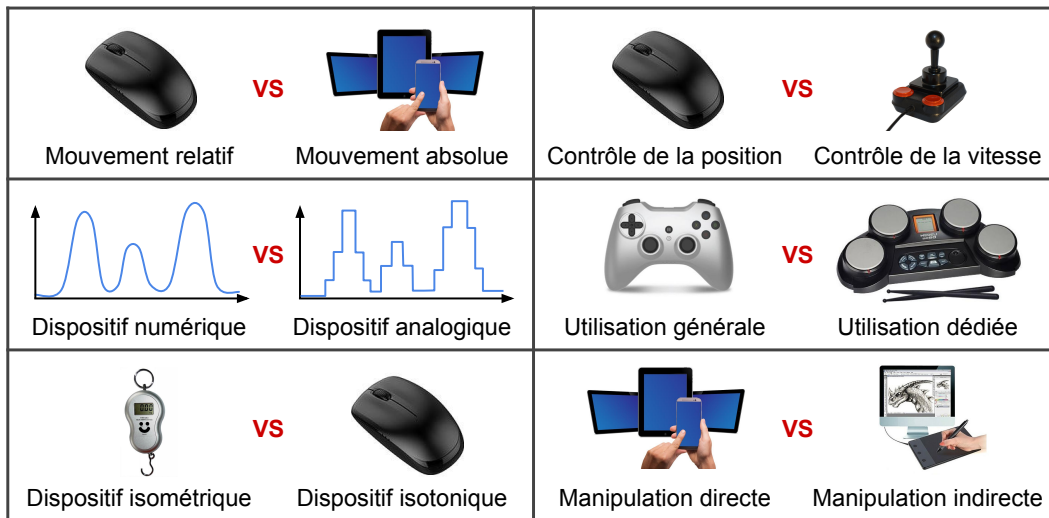 VS
Mouvement relatif
Mouvement absolue
VS
Contrôle de la position
Contrôle de la vitesse
VS
Dispositif numérique
Dispositif analogique
VS
Utilisation générale
Utilisation dédiée
VS
Dispositif isométrique
Dispositif isotonique
VS
Manipulation directe
Manipulation indirecte